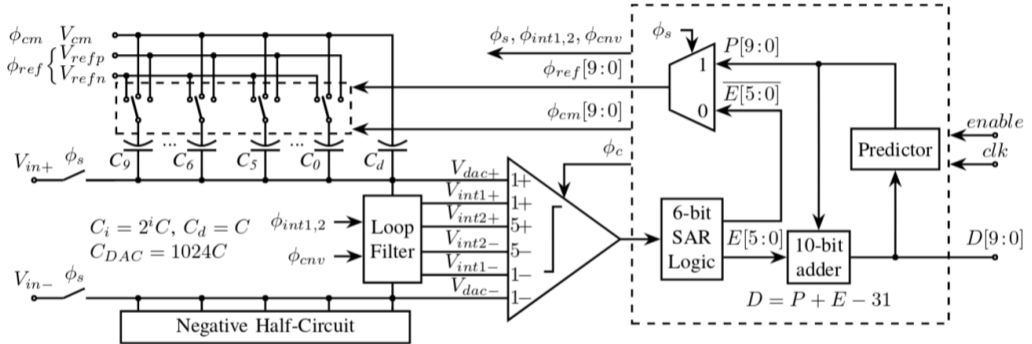 ϕcm Vcm
ϕref { Vrefp
Vrefn
ϕs, ϕint1,2, ϕcnv
ϕref[9:0]
ϕcm[9:0]
ϕs
1
0
P[9:0]
E[5:0]
Predictor
enable
clk
C9 ... C6 C5 ... C0 Cd
Vin+ ϕs
ϕc
Vdac+ 1+
Vint1+ 1+
Vint2+ 5+
Vint2− 5−
Vint1− 1−
Vdac− 1−
Ci = 2^i C, Cd = C
CDAC = 1024C
ϕint1,2
ϕcnv
Loop
Filter
6-bit
SAR
Logic
E[5:0]
10-bit
adder
D[9:0]
D = P + E − 31
Vin− ϕs
Negative Half-Circuit